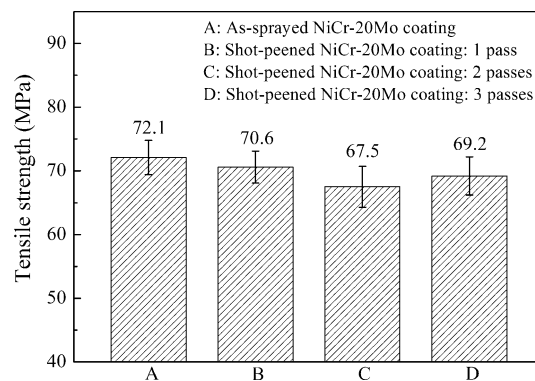 A: As-sprayed NiCr-20Mo coating
B: Shot-peened NiCr-20Mo coating: 1 pass
C: Shot-peened NiCr-20Mo coating: 2 passes
D: Shot-peened NiCr-20Mo coating: 3 passes
Tensile strength (MPa)
90
80
70
60
50
40
72.1
70.6
67.5
69.2
A
B
C
D